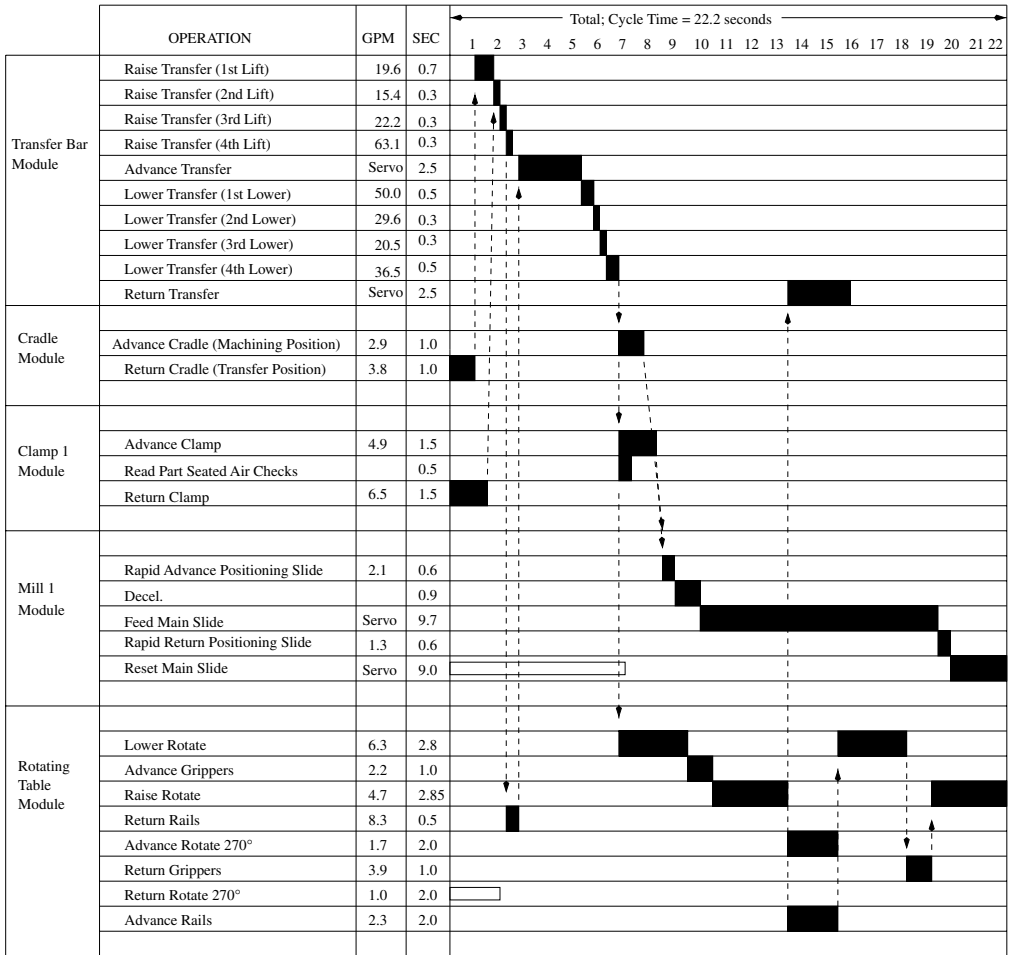 Total; Cycle Time = 22.2 seconds
OPERATION GPM SEC 1 2 3 4 5 6 7 8 9 10 11 12 13 14 15 16 17 18 19 20 21 22
Transfer Bar Module
Raise Transfer (1st Lift) 19.6 0.7
Raise Transfer (2nd Lift) 15.4 0.3
Raise Transfer (3rd Lift) 22.2 0.3
Raise Transfer (4th Lift) 63.1 0.3
Advance Transfer Servo 2.5
Lower Transfer (1st Lower) 50.0 0.5
Lower Transfer (2nd Lower) 29.6 0.3
Lower Transfer (3rd Lower) 20.5 0.3
Lower Transfer (4th Lower) 36.5 0.5
Return Transfer Servo 2.5
Cradle Module
Advance Cradle (Machining Position) 2.9 1.0
Return Cradle (Transfer Position) 3.8 1.0
Clamp 1 Module
Advance Clamp 4.9 1.5
Read Part Seated Air Checks 0.5
Return Clamp 6.5 1.5
Mill 1 Module
Rapid Advance Positioning Slide 2.1 0.6
Decel. 0.9
Feed Main Slide Servo 9.7
Rapid Return Positioning Slide 1.3 0.6
Reset Main Slide Servo 9.0
Rotating Table Module
Lower Rotate 6.3 2.8
Advance Grippers 2.2 1.0
Raise Rotate 4.7 2.85
Return Rails 8.3 0.5
Advance Rotate 270° 1.7 2.0
Return Grippers 3.9 1.0
Return Rotate 270° 1.0 2.0
Advance Rails 2.3 2.0